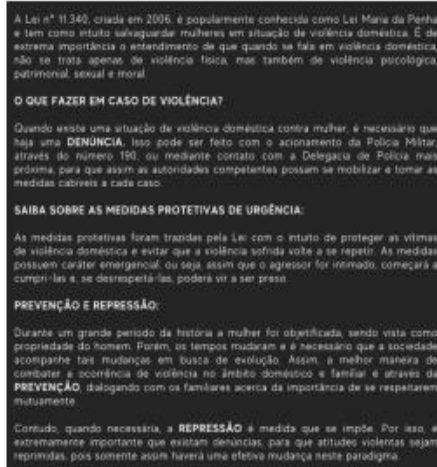 A Lei n° 11.340, criada em 2006, é popularmente conhecida como Lei Maria da Penha
e tem como intuito salvaguardar mulheres em situação de violência doméstica. É de
extrema importância o entendimento de que quando se fala em violência doméstica,
não se trata apenas de violência física, mas também de violência psicológica,
patrimonial, sexual e moral.
O QUE FAZER EM CASO DE VIOLÊNCIA?
Quando existe uma situação de violência doméstica contra mulher, é necessário que
haja uma DENÚNCIA. Isso pode ser feito com o acionamento da Polícia Militar,
através do número 190, ou mediante contato com a Delegacia de Polícia mais
próxima, para que assim as autoridades competentes possam se mobilizar e tomar as
medidas cabíveis a cada caso.
SAIBA SOBRE AS MEDIDAS PROTETIVAS DE URGÊNCIA:
As medidas protetivas foram trazidas pela Lei com o intuito de proteger as vítimas
de violência doméstica e evitar que a violência sofrida volte a se repetir. As medidas
possuem caráter emergencial, ou seja, assim que o agressor for intimado, começará a
cumpri-las e, se desrespeitá-las, poderá vir a ser preso.
PREVENÇÃO E REPRESSÃO:
Durante um grande período da história a mulher foi objetificada, sendo vista como
propriedade do homem. Porém, os tempos mudaram e é necessário que a sociedade
acompanhe tais mudanças em busca de evolução. Assim, a melhor maneira de
combater a ocorrência de violência no âmbito doméstico e familiar é através da
PREVENÇÃO, dialogando com os familiares acerca da importância de se respeitarem
mutuamente.
Contudo, quando necessária, a REPRESSÃO é medida que se impõe. Por isso, é
extremamente importante que existam denúncias, para que atitudes violentas sejam
reprimidas, pois somente assim haverá uma efetiva mudança neste paradigma.